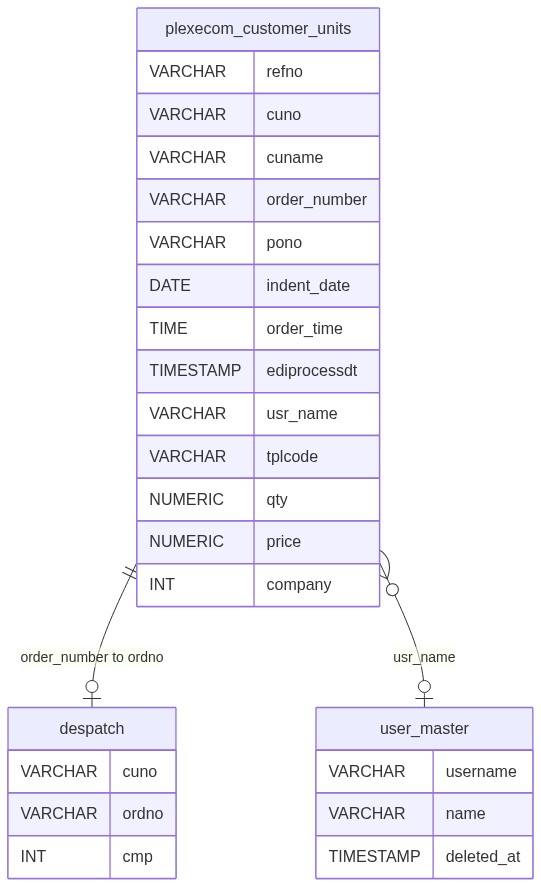 plexecom_customer_units
VARCHAR refno
VARCHAR cuno
VARCHAR cuname
VARCHAR order_number
VARCHAR pono
DATE indent_date
TIME order_time
TIMESTAMP ediprocessdt
VARCHAR usr_name
VARCHAR tplcode
NUMERIC qty
NUMERIC price
INT company
order_number to ordno
usr_name
despatch
VARCHAR cuno
VARCHAR ordno
INT cmp
user_master
VARCHAR username
VARCHAR name
TIMESTAMP deleted_at